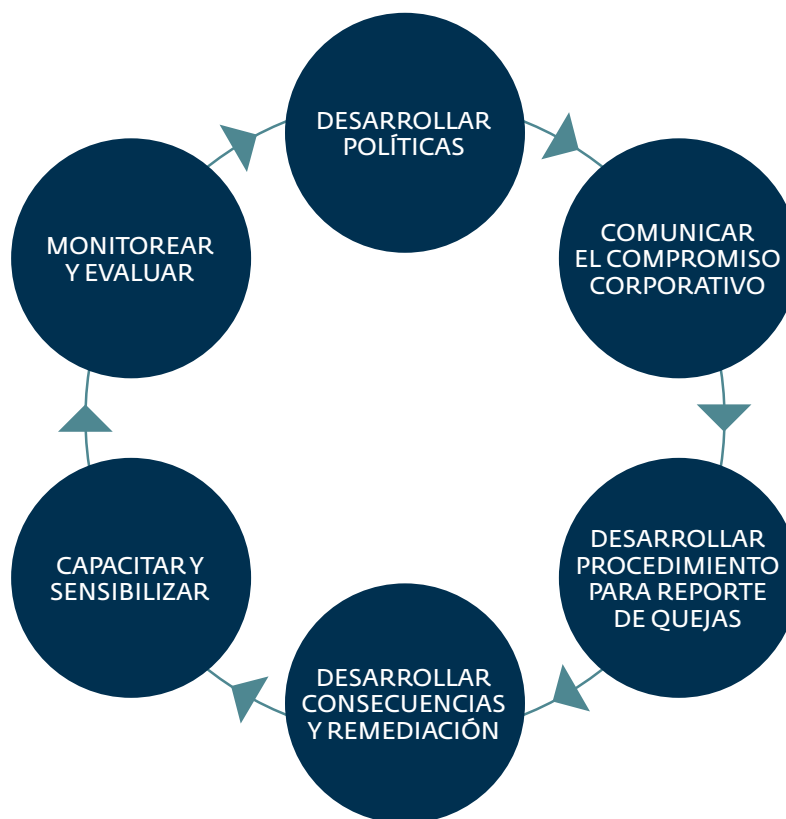 DESARROLLAR
POLÍTICAS
COMUNICAR
EL COMPROMISO
CORPORATIVO
DESARROLLAR
PROCEDIMIENTO
PARA REPORTE
DE QUEJAS
DESARROLLAR
CONSECUENCIAS
Y REMEDIACIÓN
CAPACITAR Y
SENSIBILIZAR
MONITOREAR
Y EVALUAR